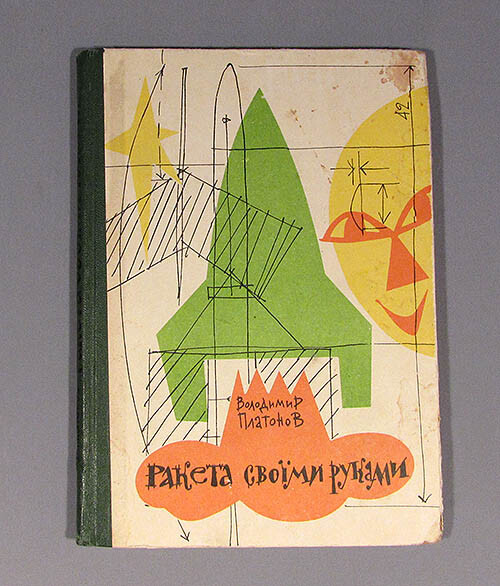 42
Володимир
Платонов
Ракета своїми руками